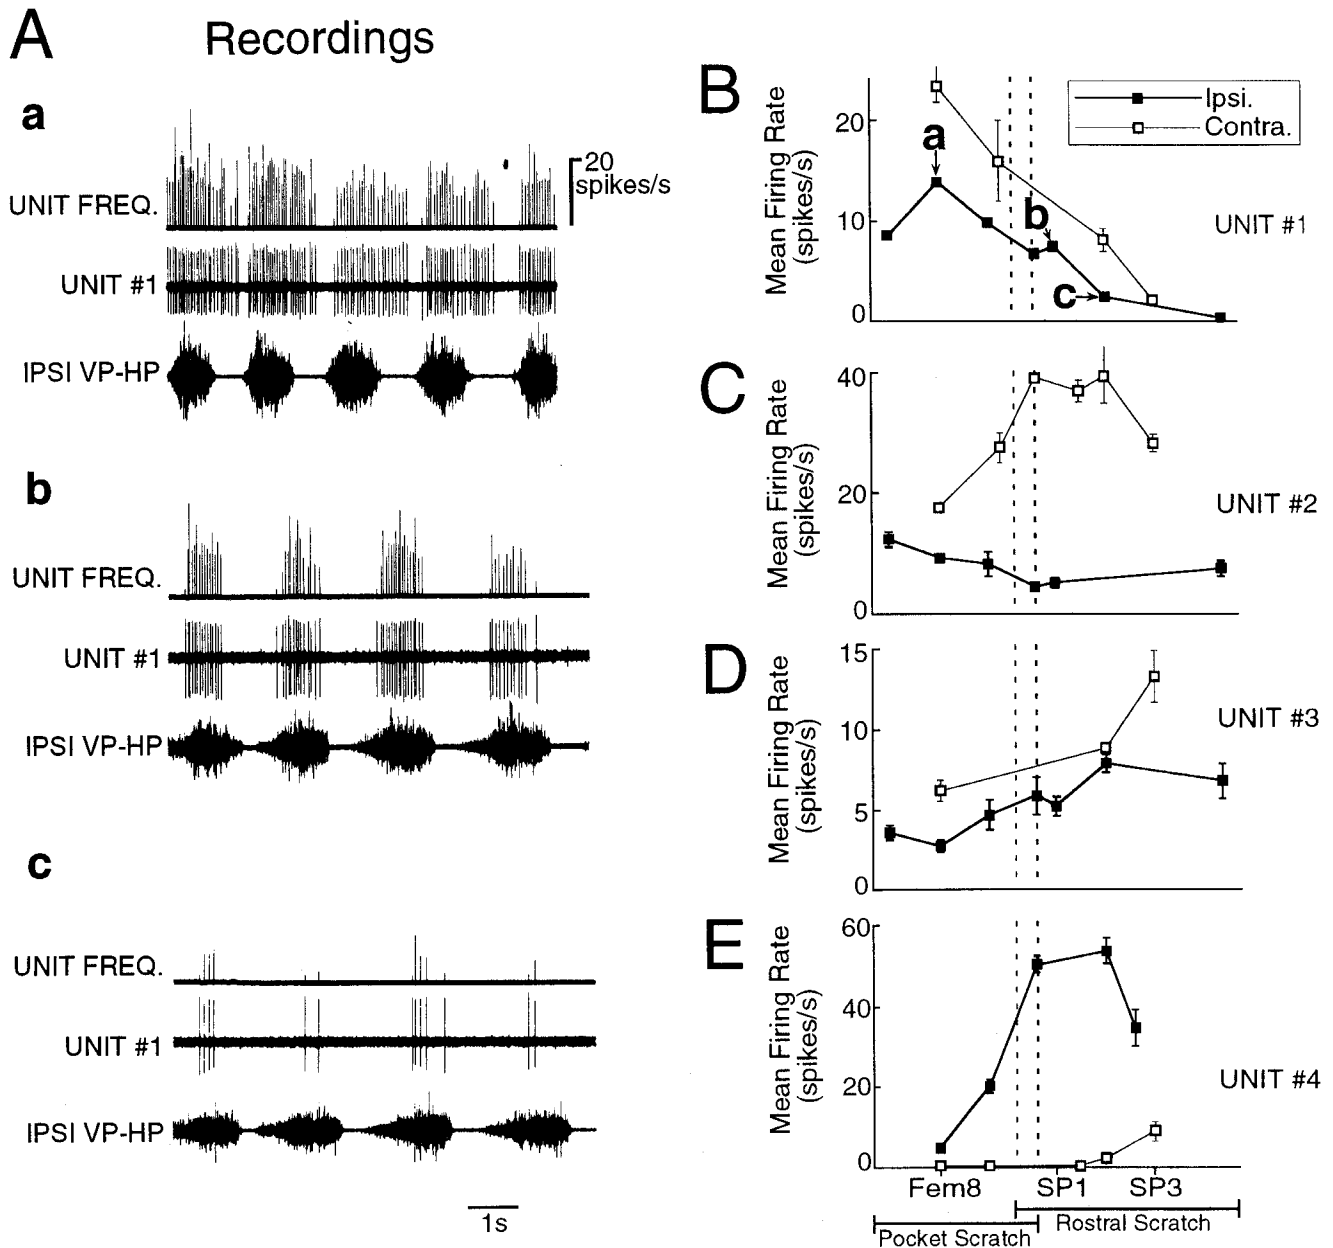 A Recordings
a
20
spikes/s
UNIT FREQ.
UNIT #1
IPSI VP-HP
b
UNIT FREQ.
UNIT #1
IPSI VP-HP
c
UNIT FREQ.
UNIT #1
IPSI VP-HP
1s
B
Mean Firing Rate
(spikes/s)
20
10
0
a
b
c
Ipsi.
Contra.
UNIT #1
C
Mean Firing Rate
(spikes/s)
40
20
0
UNIT #2
D
Mean Firing Rate
(spikes/s)
15
10
5
0
UNIT #3
E
Mean Firing Rate
(spikes/s)
60
40
20
0
UNIT #4
Fem8 SP1 SP3
Rostral Scratch
Pocket Scratch